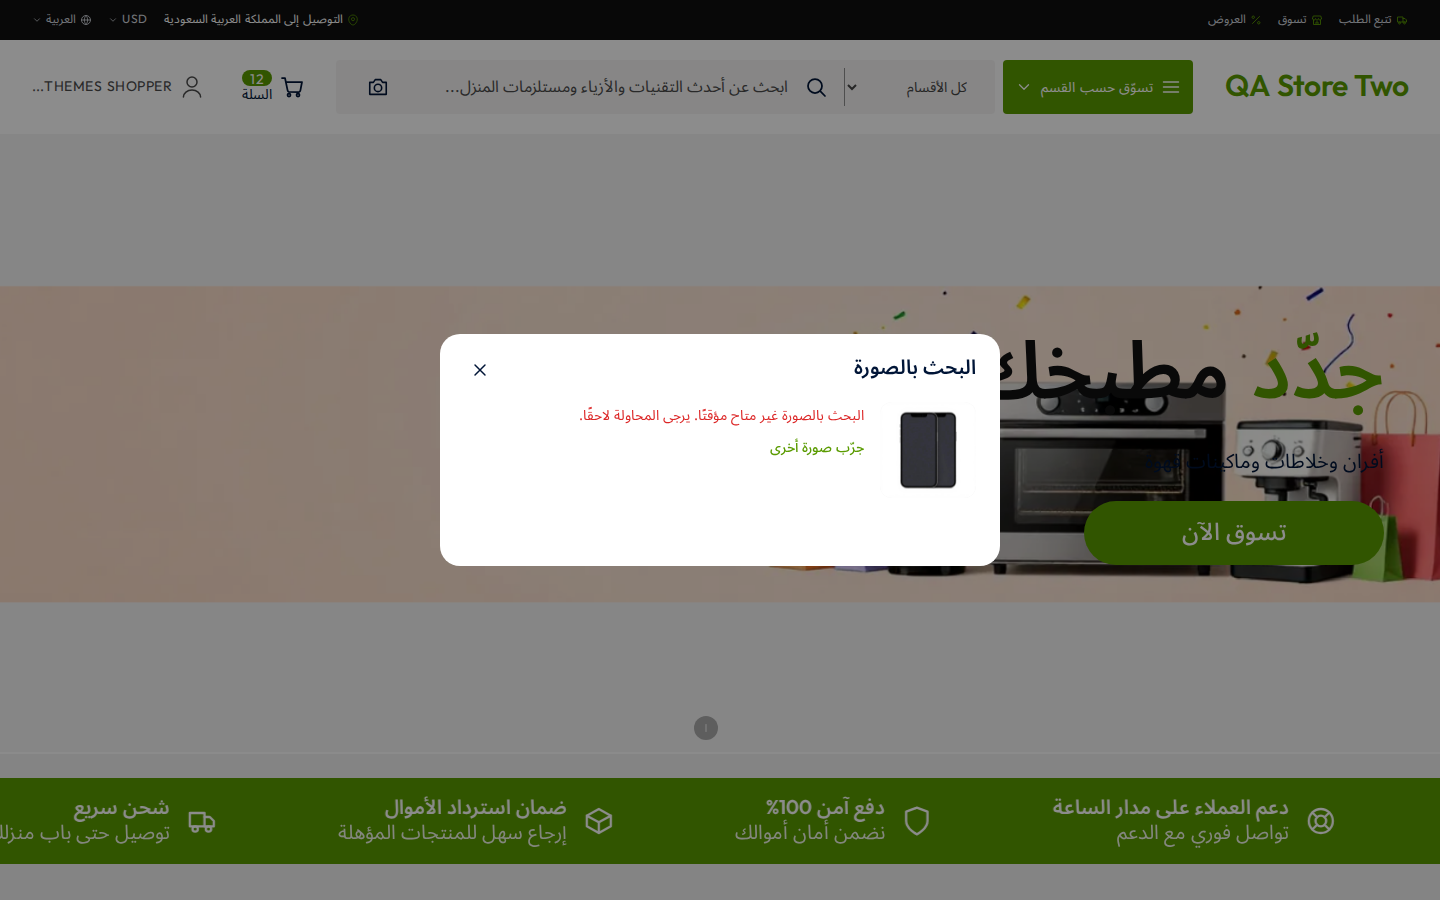 تتبع الطلب
تسوق
العروض
التوصيل إلى المملكة العربية السعودية
USD
العربية
QA Store Two
تسوّق حسب القسم
كل الأقسام
ابحث عن أحدث التقنيات والأزياء ومستلزمات المنزل...
12
السلة
THEMES SHOPPER...
البحث بالصورة
البحث بالصورة غير متاح مؤقتًا. يرجى المحاولة لاحقًا.
جرّب صورة أخرى
جدّد مطبخك
أفران وخلاطات وماكينات قهوة
تسوق الآن
دعم العملاء على مدار الساعة
تواصل فوري مع الدعم
دفع آمن 100%
نضمن أمان أموالك
ضمان استرداد الأموال
إرجاع سهل للمنتجات المؤهلة
شحن سريع
توصيل حتى باب